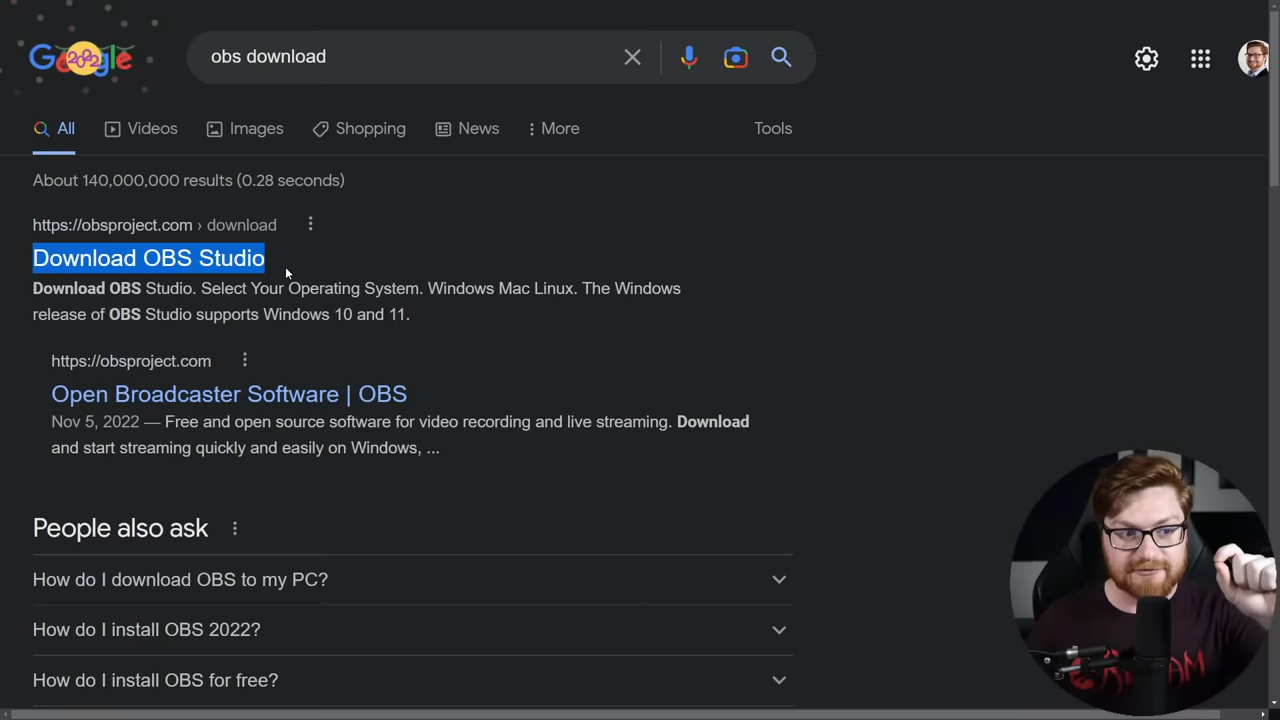 Google 2022
obs download
All
Videos
Images
Shopping
News
More
Tools
About 140,000,000 results (0.28 seconds)
https://obsproject.com › download
Download OBS Studio
Download OBS Studio. Select Your Operating System. Windows Mac Linux. The Windows
release of OBS Studio supports Windows 10 and 11.
https://obsproject.com
Open Broadcaster Software | OBS
Nov 5, 2022 — Free and open source software for video recording and live streaming. Download
and start streaming quickly and easily on Windows, ...
People also ask
How do I download OBS to my PC?
How do I install OBS 2022?
How do I install OBS for free?